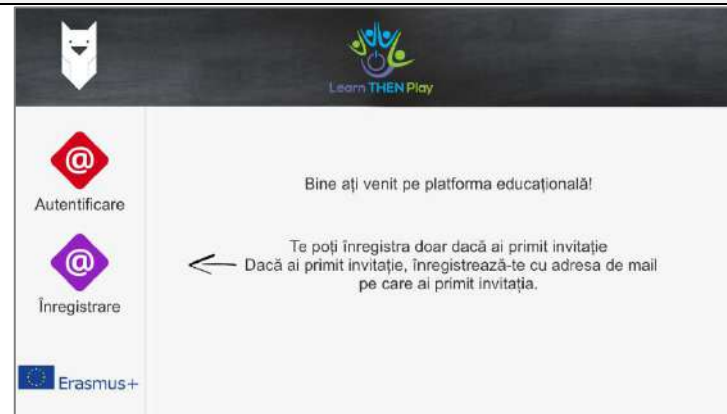 Learn THEN Play
@
Autentificare
@
Înregistrare
Erasmus+
Bine ați venit pe platforma educațională!
Te poți înregistra doar dacă ai primit invitație
Dacă ai primit invitație, înregistrează-te cu adresa de mail
pe care ai primit invitația.